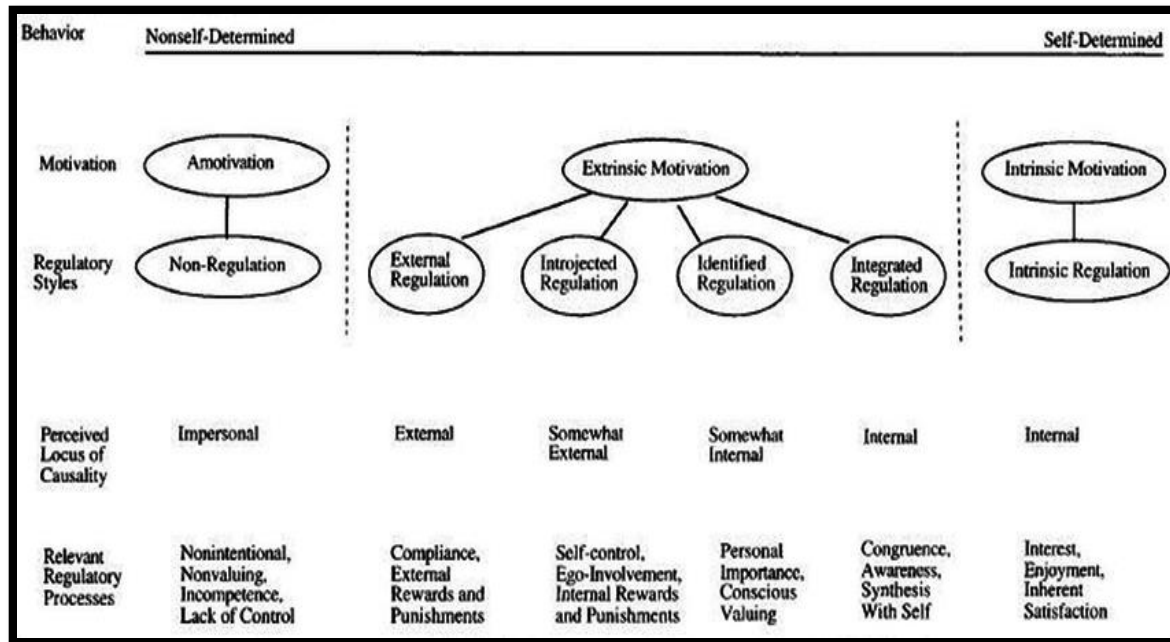 Behavior
Nonself-Determined
Self-Determined
Motivation
Amotivation
Extrinsic Motivation
Intrinsic Motivation
Regulatory
Styles
Non-Regulation
External
Regulation
Introjected
Regulation
Identified
Regulation
Integrated
Regulation
Intrinsic Regulation
Perceived
Locus of
Causality
Impersonal
External
Somewhat
External
Somewhat
Internal
Internal
Internal
Relevant
Regulatory
Processes
Nonintentional,
Nonvaluing,
Incompetence,
Lack of Control
Compliance,
External
Rewards and
Punishments
Self-control,
Ego-Involvement,
Internal Rewards
and Punishments
Personal
Importance,
Conscious
Valuing
Congruence,
Awareness,
Synthesis
With Self
Interest,
Enjoyment,
Inherent
Satisfaction